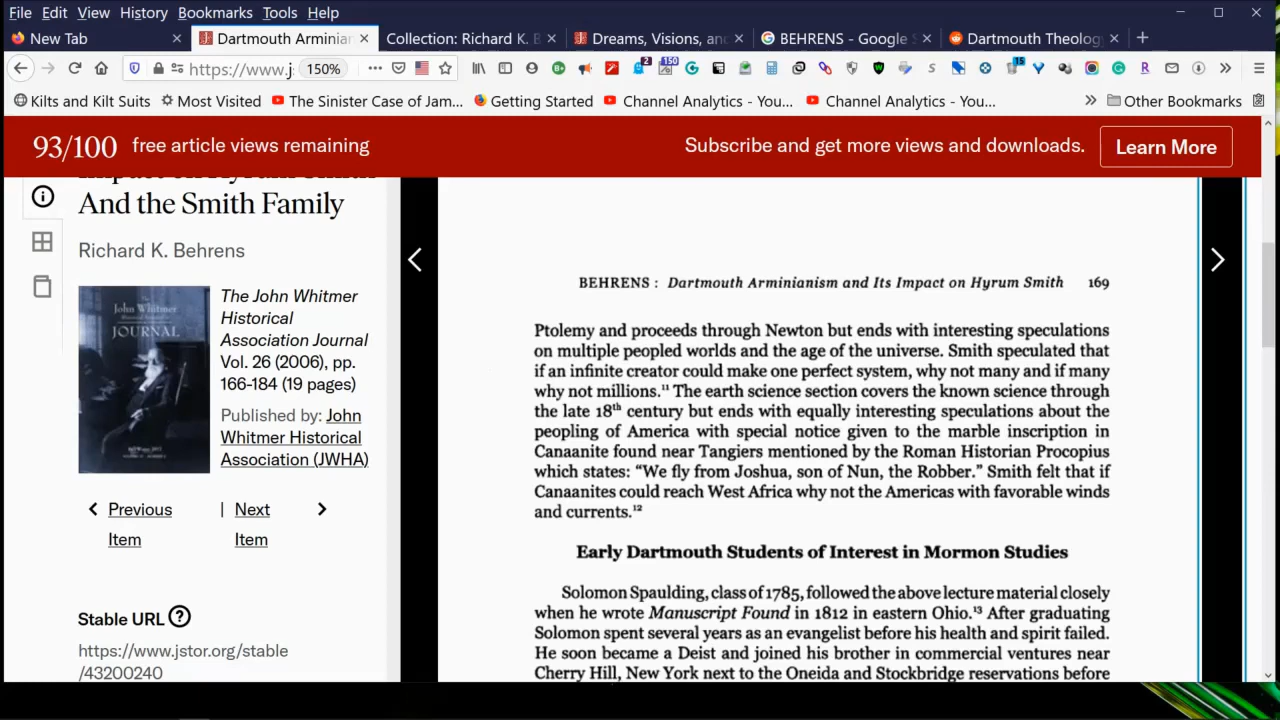 File Edit View History Bookmarks Tools Help
New Tab
Dartmouth Arminian
Collection: Richard K. B
Dreams, Visions, and
BEHRENS - Google S
Dartmouth Theology
https://www.j
150%
2
150
15
Kilts and Kilt Suits
Most Visited
The Sinister Case of Jam...
Getting Started
Channel Analytics - You...
Channel Analytics - You...
Other Bookmarks
93/100 free article views remaining
Subscribe and get more views and downloads.
Learn More
Impact on Hyrum Smith
And the Smith Family
Richard K. Behrens
The John Whitmer
Historical
Association Journal
Vol. 26 (2006), pp.
166-184 (19 pages)
Published by: John
Whitmer Historical
Association (JWHA)
The
John Whitmer
JOURNAL
Previous
Item
|
Next
Item
Stable URL
https://www.jstor.org/stable
/43200240
BEHRENS : Dartmouth Arminianism and Its Impact on Hyrum Smith 169
Ptolemy and proceeds through Newton but ends with interesting speculations
on multiple peopled worlds and the age of the universe. Smith speculated that
if an infinite creator could make one perfect system, why not many and if many
why not millions.¹¹ The earth science section covers the known science through
the late 18th century but ends with equally interesting speculations about the
peopling of America with special notice given to the marble inscription in
Canaanite found near Tangiers mentioned by the Roman Historian Procopius
which states: “We fly from Joshua, son of Nun, the Robber.” Smith felt that if
Canaanites could reach West Africa why not the Americas with favorable winds
and currents.¹²
Early Dartmouth Students of Interest in Mormon Studies
Solomon Spaulding, class of 1785, followed the above lecture material closely
when he wrote Manuscript Found in 1812 in eastern Ohio.¹³ After graduating
Solomon spent several years as an evangelist before his health and spirit failed.
He soon became a Deist and joined his brother in commercial ventures near
Cherry Hill, New York next to the Oneida and Stockbridge reservations before